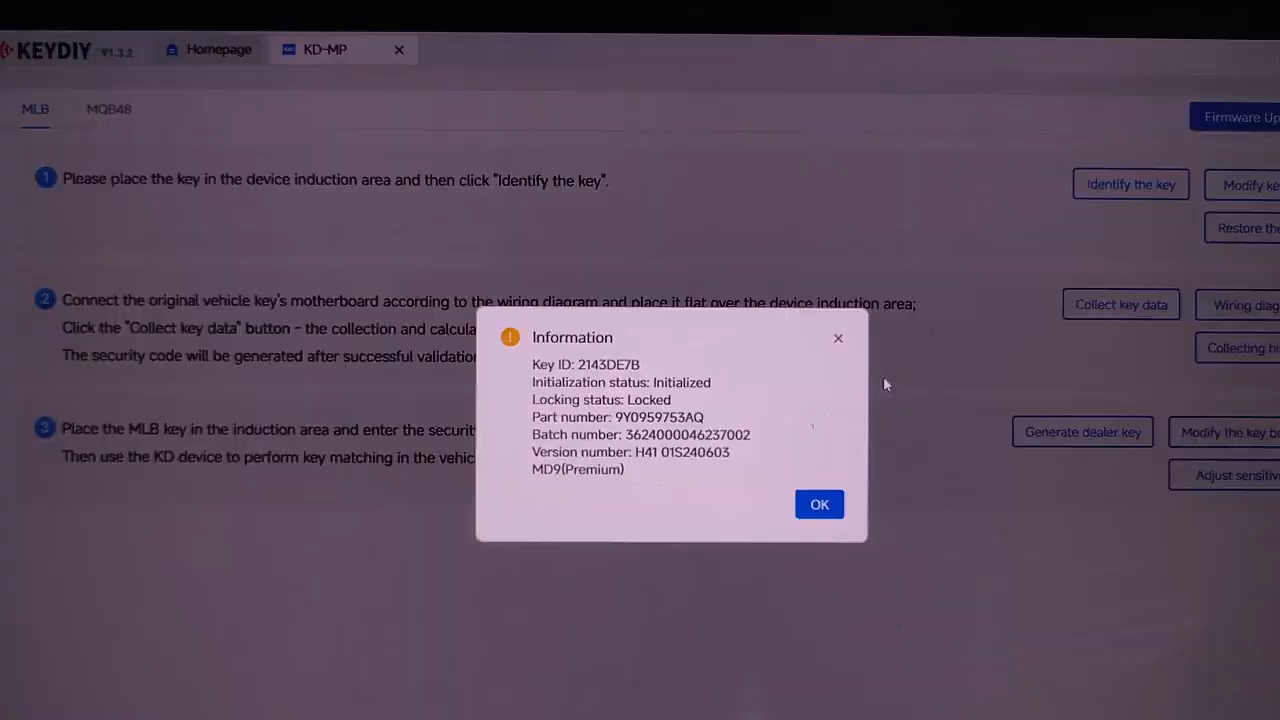 KEYDIY V1.3.2
Homepage
KD-MP
MLB
MQB48
Firmware Up
1 Please place the key in the device induction area and then click "Identify the key".
Identify the key
Modify ke
Restore the
2 Connect the original vehicle key's motherboard according to the wiring diagram and place it flat over the device induction area;
Click the "Collect key data" button - the collection and calcula
The security code will be generated after successful validation
Collect key data
Wiring diag
Collecting hi
3 Place the MLB key in the induction area and enter the securit
Then use the KD device to perform key matching in the vehic
Generate dealer key
Modify the key b
Adjust sensitiv
Information
Key ID: 2143DE7B
Initialization status: Initialized
Locking status: Locked
Part number: 9Y0959753AQ
Batch number: 3624000046237002
Version number: H41 01S240603
MD9(Premium)
OK